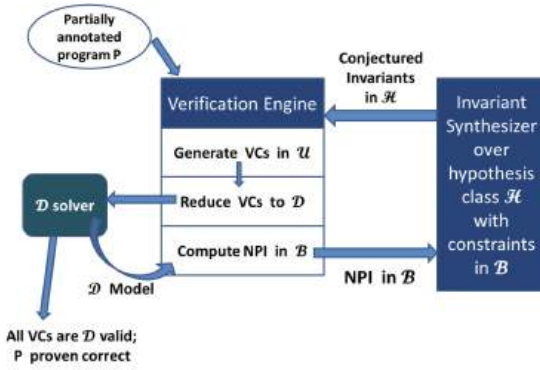 Partially
annotated
program P
Conjectured
Invariants
in ℋ
Verification Engine
Generate VCs in 𝒰
Reduce VCs to 𝒟
Compute NPI in ℬ
Invariant
Synthesizer
over
hypothesis
class ℋ
with
constraints
in ℬ
𝒟 solver
𝒟 Model
NPI in ℬ
All VCs are 𝒟 valid;
P proven correct